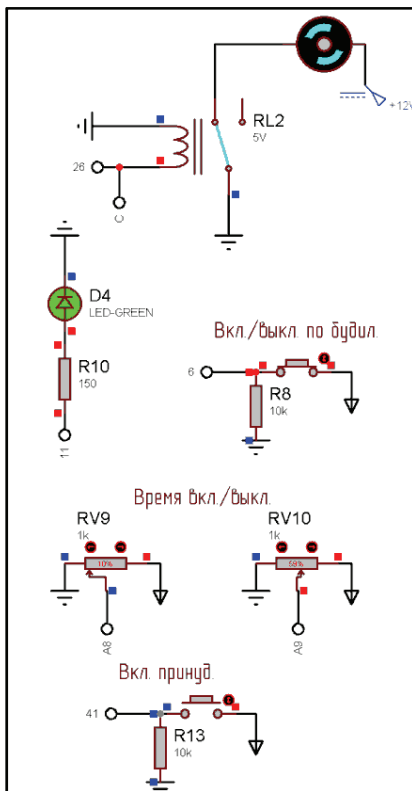 +12V
RL2
5V
26
C
D4
LED-GREEN
R10
150
11
Вкл./выкл. по будил.
6
R8
10k
Время вкл./выкл.
RV9
1k
10%
A8
RV10
1k
59%
A9
Вкл. принуд.
41
R13
10k